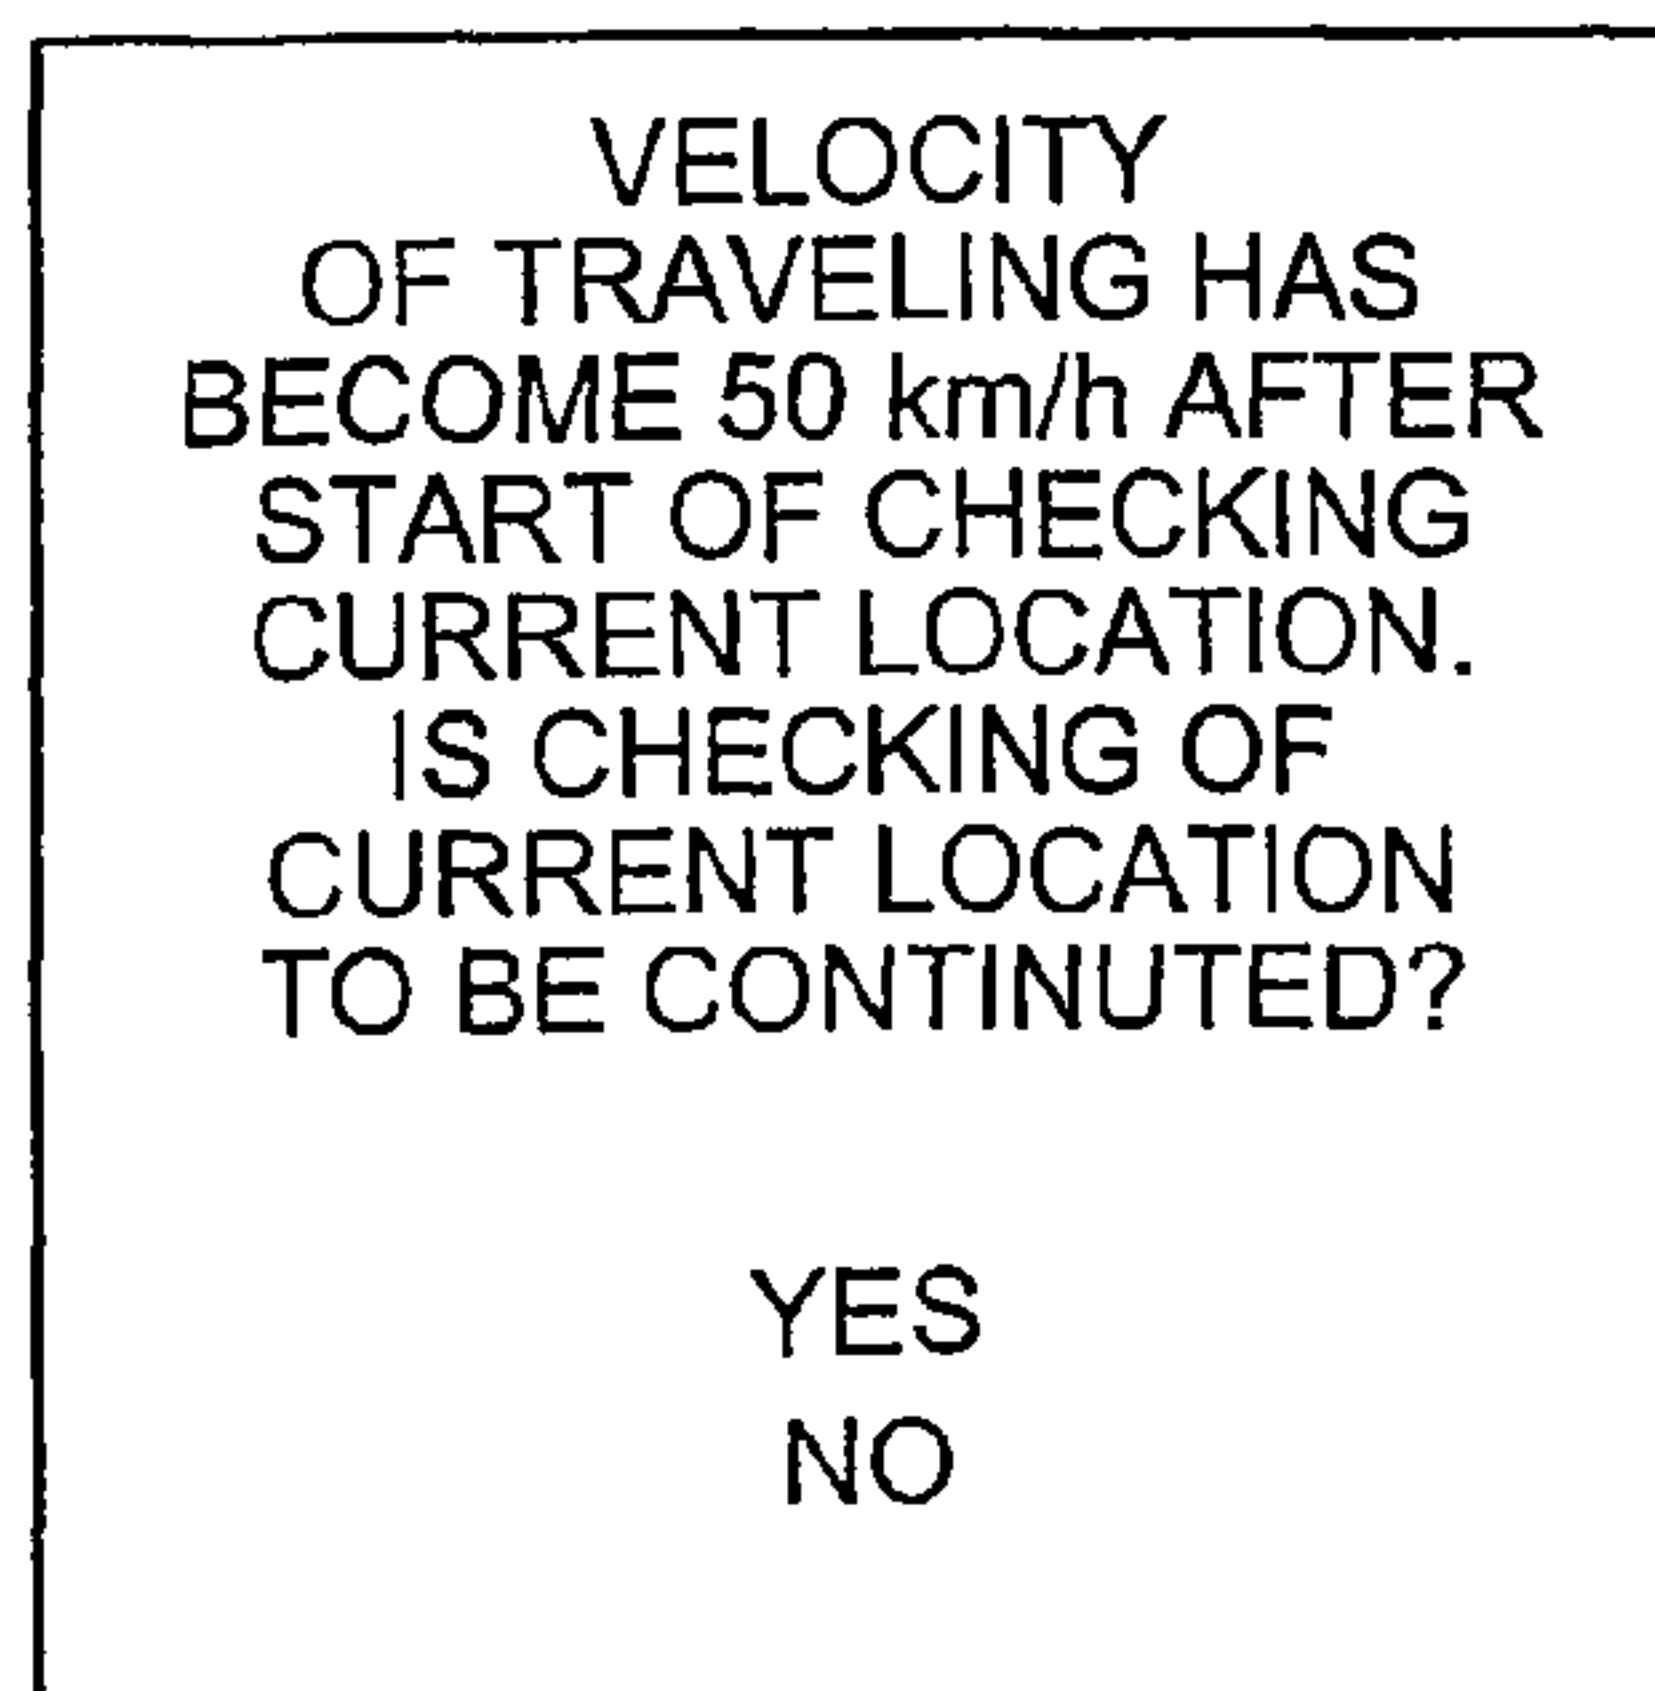 VELOCITY
OF TRAVELING HAS
BECOME 50 km/h AFTER
START OF CHECKING
CURRENT LOCATION.
IS CHECKING OF
CURRENT LOCATION
TO BE CONTINUTED?
YES
NO